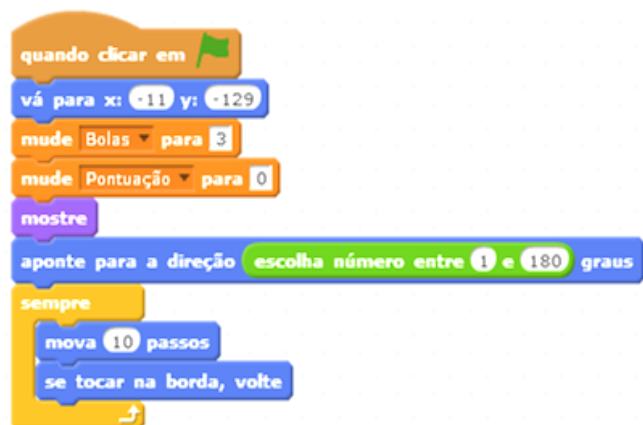 quando clicar em
vá para x: -11 y: -129
mude Bolas para 3
mude Pontuação para 0
mostre
aponte para a direção escolha número entre 1 e 180 graus
sempre
mova 10 passos
se tocar na borda, volte